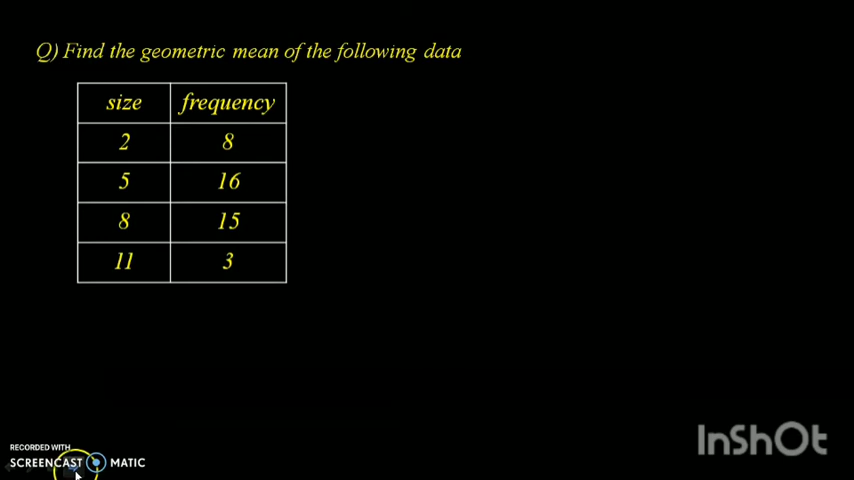 Q) Find the geometric mean of the following data
size frequency
2 8
5 16
8 15
11 3
RECORDED WITH
SCREENCAST MATIC
InShOt